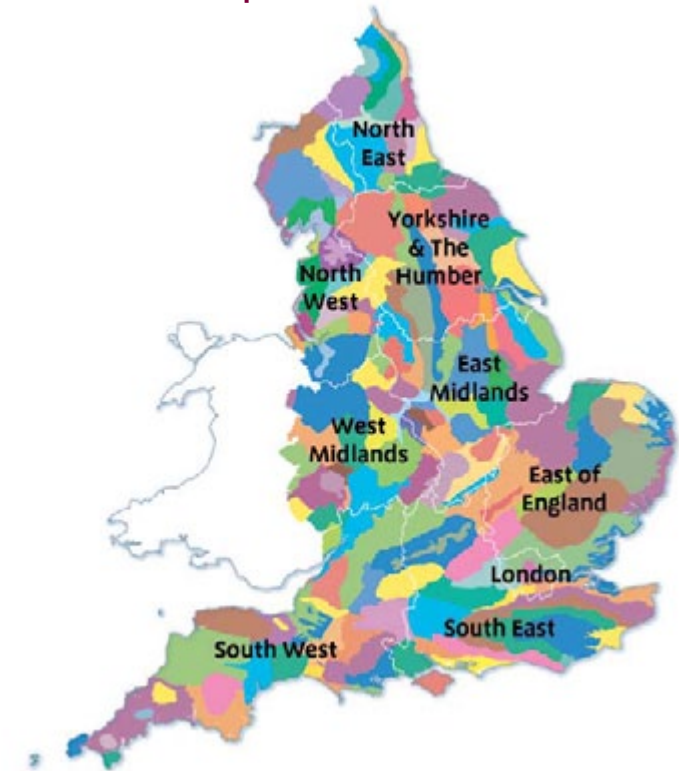 North
East
Yorkshire
& The
Humber
North
West
East
Midlands
West
Midlands
East of
England
London
South East
South West